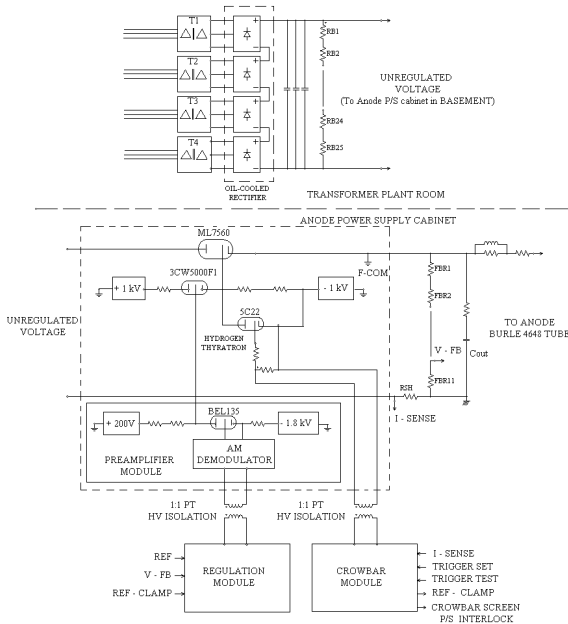 T1
T2
T3
T4
+
−
+
−
+
−
+
−
RB1
RB2
RB24
RB25
UNREGULATED
VOLTAGE
(To Anode P/S cabinet in BASEMENT)
OIL-COOLED
RECTIFIER
TRANSFORMER PLANT ROOM
ANODE POWER SUPPLY CABINET
ML7560
F-COM
3CW5000F1
+ 1 kV
- 1 kV
5C22
HYDROGEN
THYRATRON
UNREGULATED
VOLTAGE
FBR1
FBR2
V - FB
FBR11
Cout
TO ANODE
BURLE 4648 TUBE
RSH
I - SENSE
BEL135
+ 200V
- 1.8 kV
PREAMPLIFIER
MODULE
AM
DEMODULATOR
1:1 PT
HV ISOLATION
1:1 PT
HV ISOLATION
REF
V - FB
REF - CLAMP
REGULATION
MODULE
CROWBAR
MODULE
I - SENSE
TRIGGER SET
TRIGGER TEST
REF - CLAMP
CROWBAR SCREEN
P/S INTERLOCK